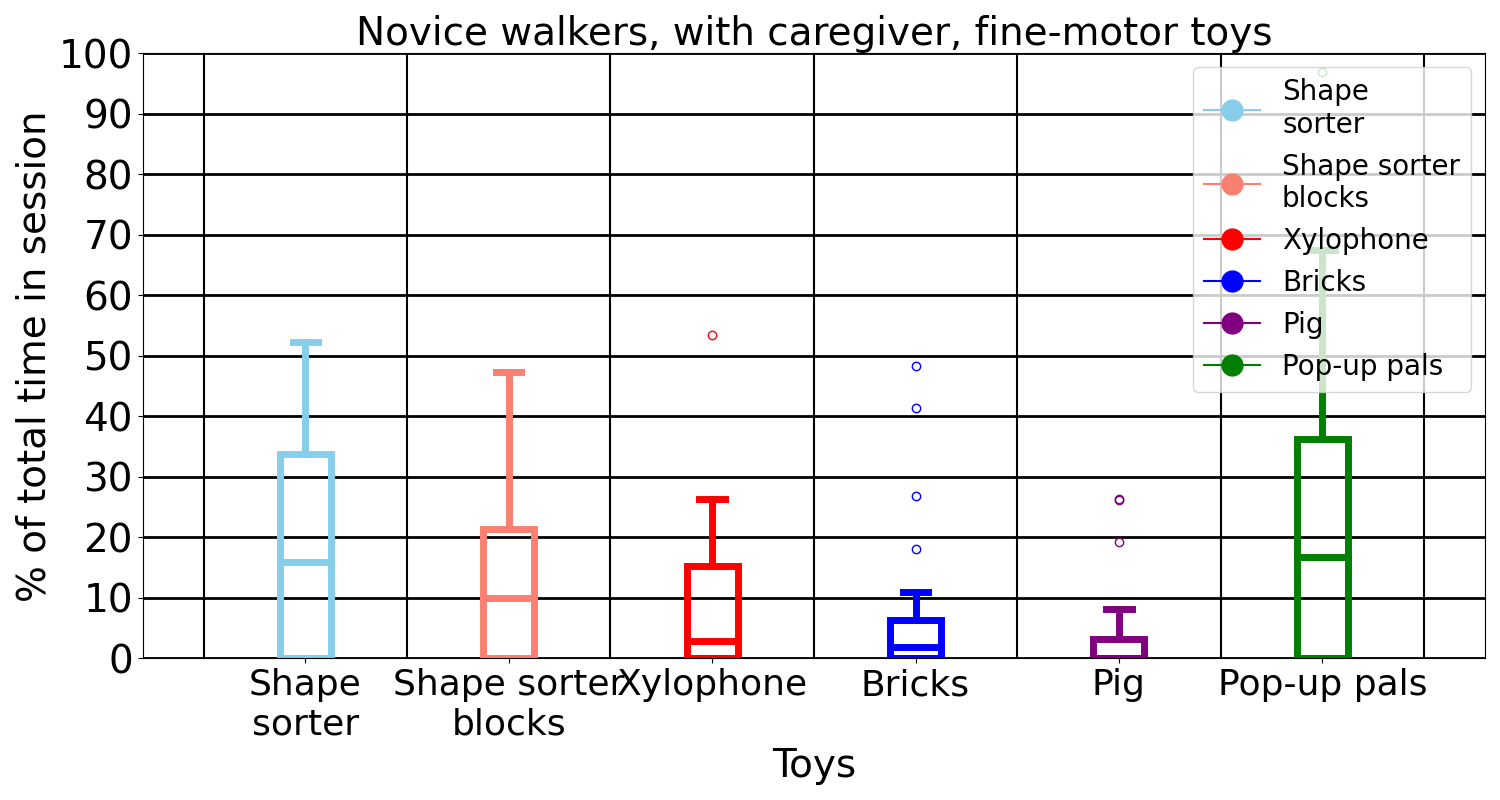 Novice walkers, with caregiver, fine-motor toys
% of total time in session
100
90
80
70
60
50
40
30
20
10
0
Shape
sorter
Shape sorter
blocks
Xylophone
Bricks
Pig
Pop-up pals
Shape
sorter
Shape sorter
blocks
Xylophone
Bricks
Pig
Pop-up pals
Toys